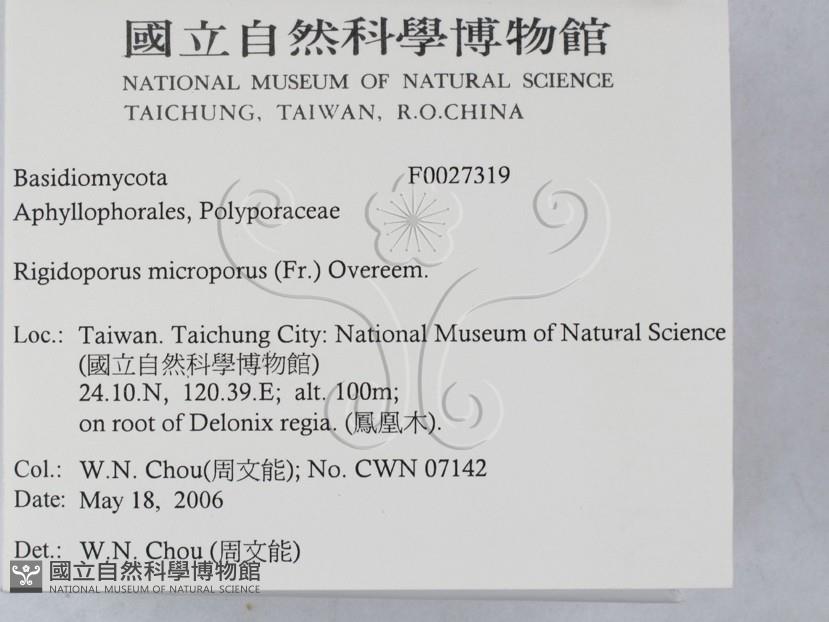 國立自然科學博物館
NATIONAL MUSEUM OF NATURAL SCIENCE
TAICHUNG, TAIWAN, R.O.CHINA
Basidiomycota F0027319
Aphyllophorales, Polyporaceae
Rigidoporus microporus (Fr.) Overeem.
Loc.: Taiwan. Taichung City: National Museum of Natural Science
(國立自然科學博物館)
24.10.N, 120.39.E; alt. 100m;
on root of Delonix regia. (鳳凰木).
Col.: W.N. Chou(周文能); No. CWN 07142
Date: May 18, 2006
Det.: W.N. Chou (周文能)
國立自然科學博物館
NATIONAL MUSEUM OF NATURAL SCIENCE